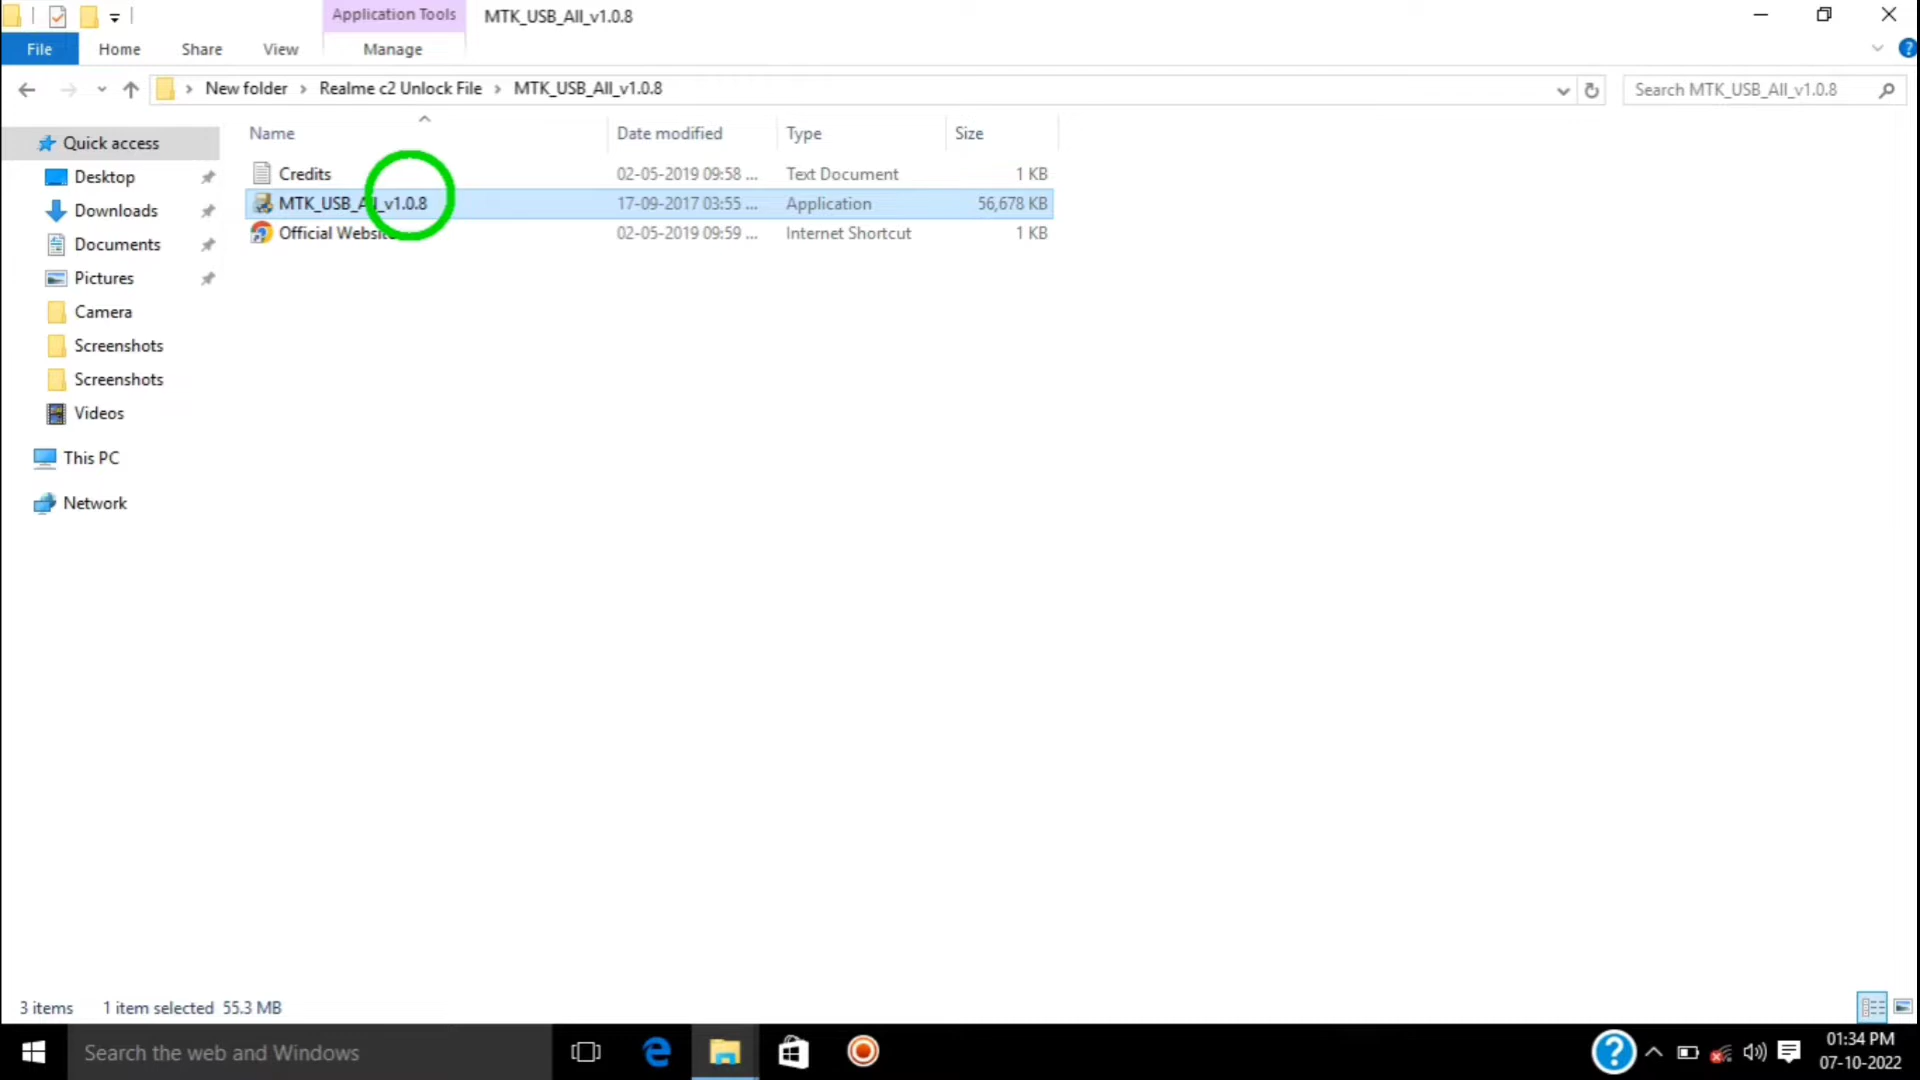 Application Tools
MTK_USB_All_v1.0.8
File
Home
Share
View
Manage
New folder
Realme c2 Unlock File
MTK_USB_All_v1.0.8
Search MTK_USB_All_v1.0.8
Name
Date modified
Type
Size
Quick access
Desktop
Downloads
Documents
Pictures
Camera
Screenshots
Screenshots
Videos
This PC
Network
Credits 02-05-2019 09:58 ... Text Document 1 KB
MTK_USB_All_v1.0.8 17-09-2017 03:55 ... Application 56,678 KB
Official Website 02-05-2019 09:59 ... Internet Shortcut 1 KB
3 items 1 item selected 55.3 MB
Search the web and Windows
01:34 PM
07-10-2022